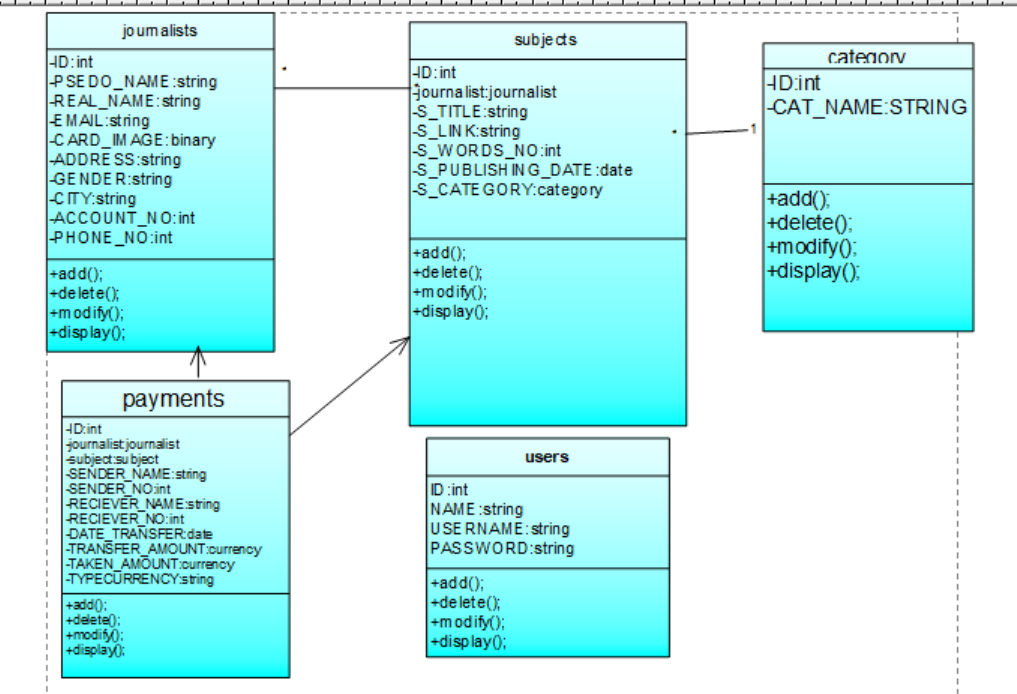 journalists
-ID:int
-PSEDO_NAME:string
-REAL_NAME:string
-EMAIL:string
-CARD_IMAGE:binary
-ADDRESS:string
-GENDER:string
-CITY:string
-ACCOUNT_NO:int
-PHONE_NO:int
+add();
+delete();
+modify();
+display();
*
subjects
-ID:int
-journalist:journalist
-S_TITLE:string
-S_LINK:string
-S_WORDS_NO:int
-S_PUBLISHING_DATE:date
-S_CATEGORY:category
+add();
+delete();
+modify();
+display();
*
1
category
-ID:int
-CAT_NAME:STRING
+add();
+delete();
+modify();
+display();
payments
-ID:int
-journalist:journalist
-subject:subject
-SENDER_NAME:string
-SENDER_NO:int
-RECIEVER_NAME:string
-RECIEVER_NO:int
-DATE_TRANSFER:date
-TRANSFER_AMOUNT:currency
-TAKEN_AMOUNT:currency
-TYPECURRENCY:string
+add();
+delete();
+modify();
+display();
users
ID:int
NAME:string
USERNAME:string
PASSWORD:string
+add();
+delete();
+modify();
+display();